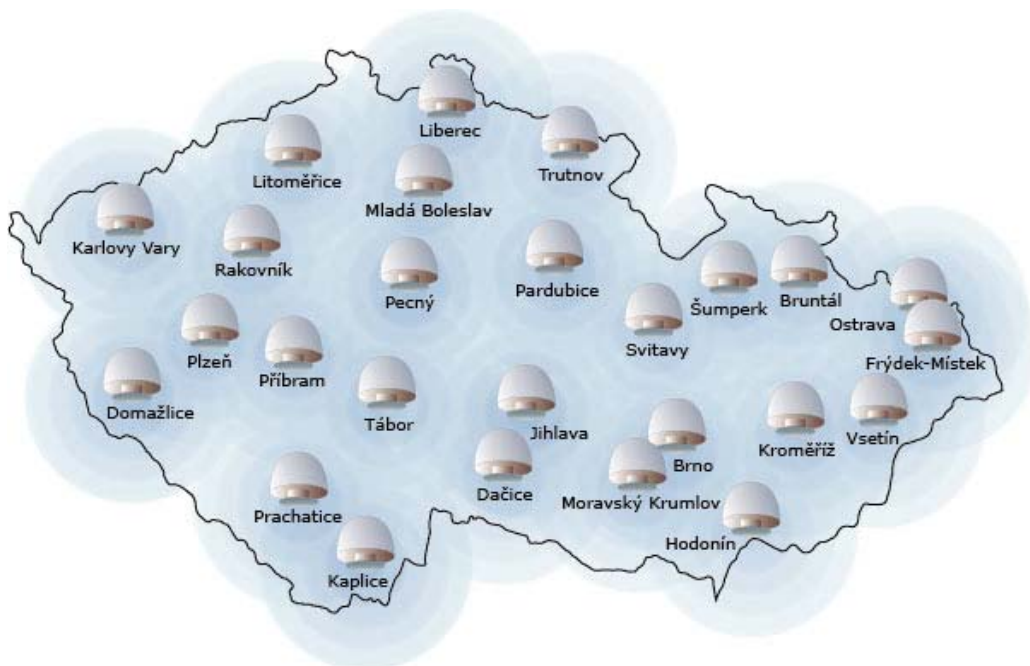 Liberec
Litoměřice
Trutnov
Mladá Boleslav
Karlovy Vary
Rakovník
Pecný
Pardubice
Šumperk
Bruntál
Ostrava
Svitavy
Plzeň
Příbram
Frýdek-Místek
Domažlice
Tábor
Jihlava
Vsetín
Kroměříž
Brno
Dačice
Moravský Krumlov
Prachatice
Hodonín
Kaplice